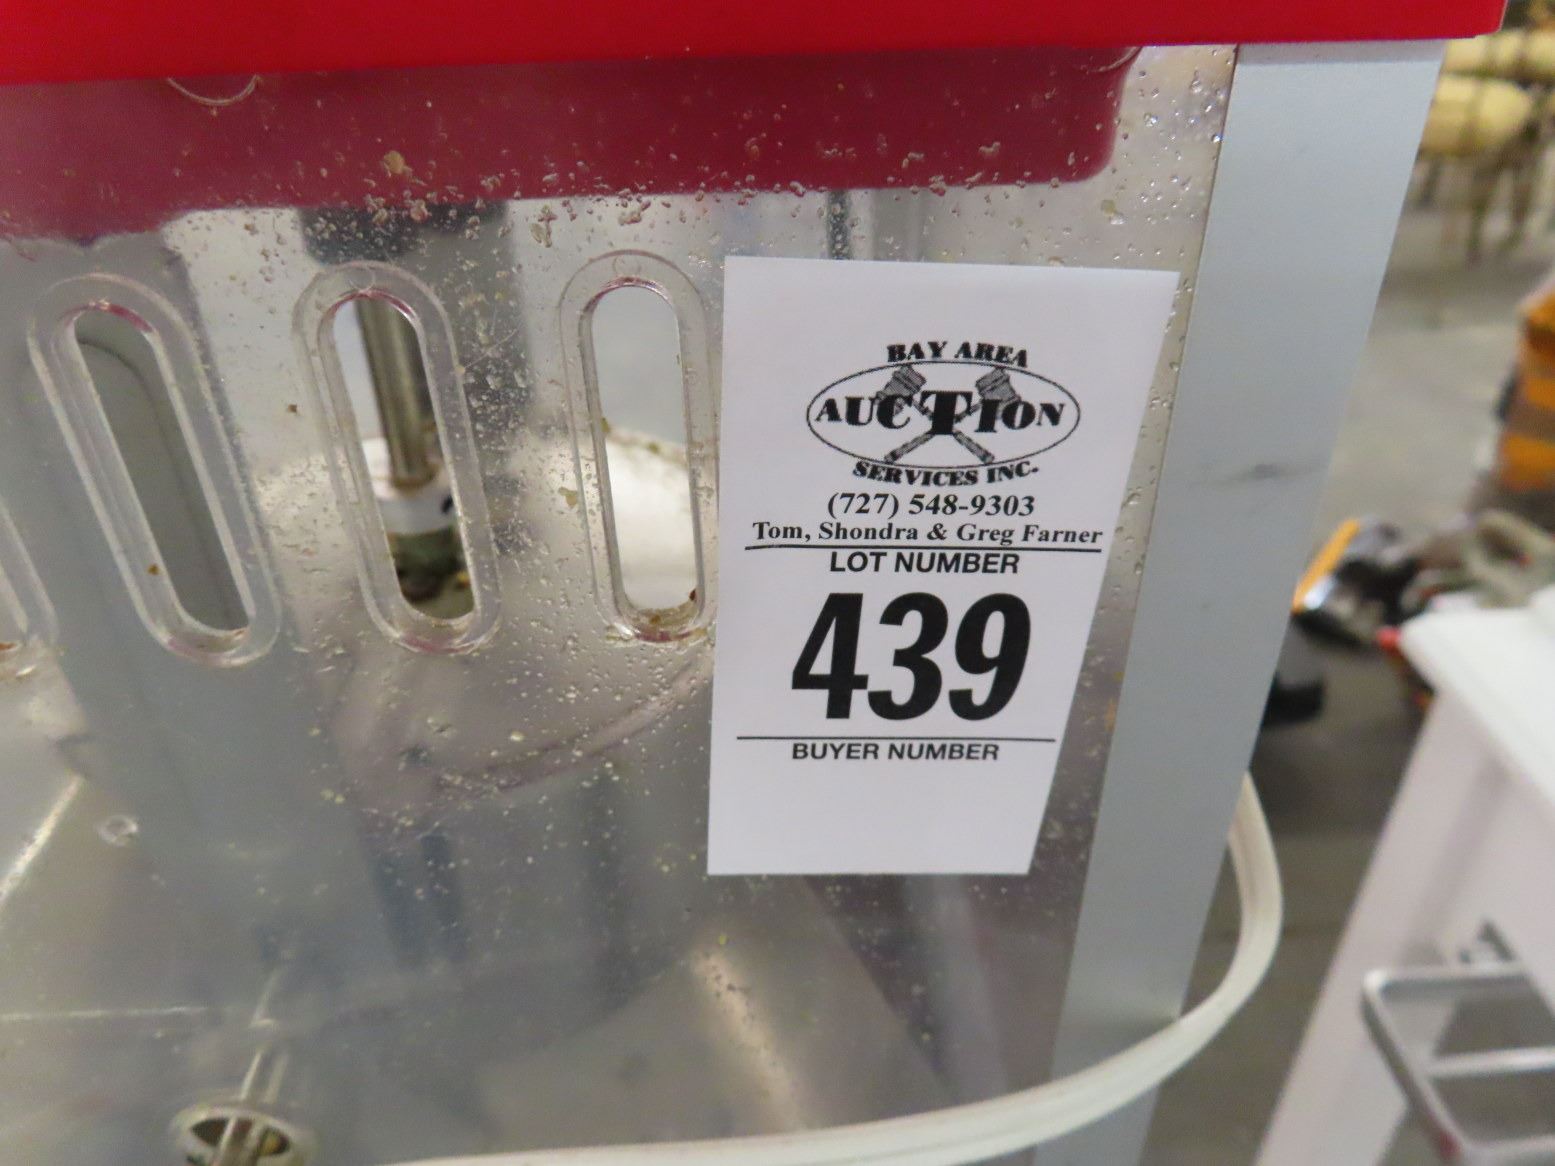 BAY AREA
AUCTION
SERVICES INC.
(727) 548-9303
Tom, Shondra & Greg Farner
LOT NUMBER
439
BUYER NUMBER